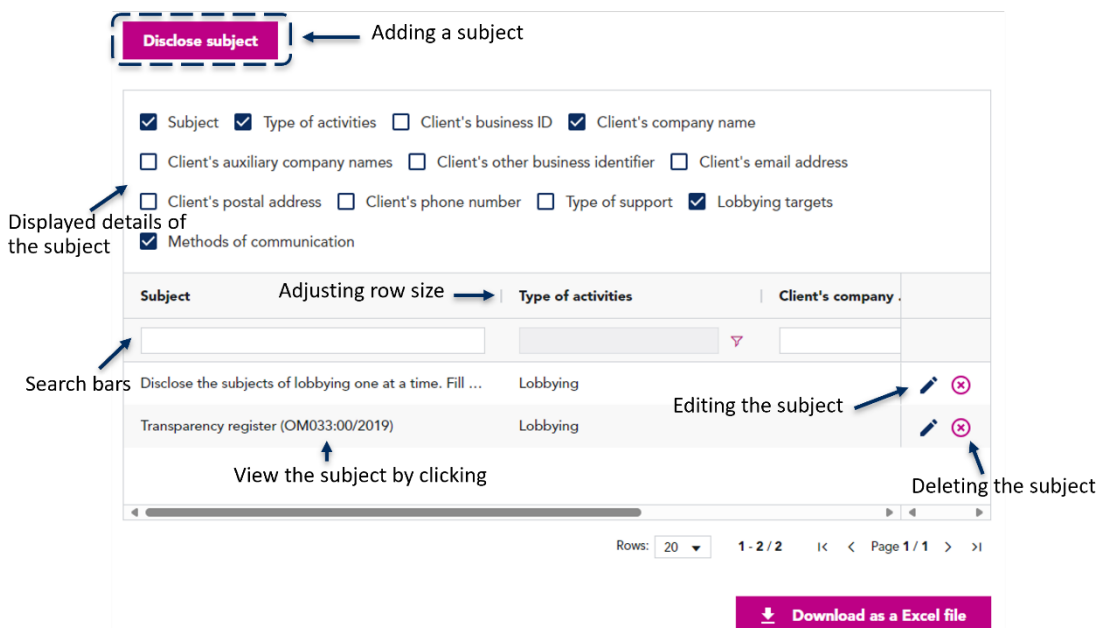 Disclose subject
Adding a subject
Subject Type of activities Client's business ID Client's company name
Client's auxiliary company names Client's other business identifier Client's email address
Client's postal address Client's phone number Type of support Lobbying targets
Displayed details of
the subject
Methods of communication
Subject Adjusting row size Type of activities Client's company .
Search bars
Disclose the subjects of lobbying one at a time. Fill ... Lobbying
Editing the subject
Transparency register (OM033:00/2019) Lobbying
View the subject by clicking
Deleting the subject
Rows: 20 1 - 2 / 2 Page 1 / 1
Download as a Excel file